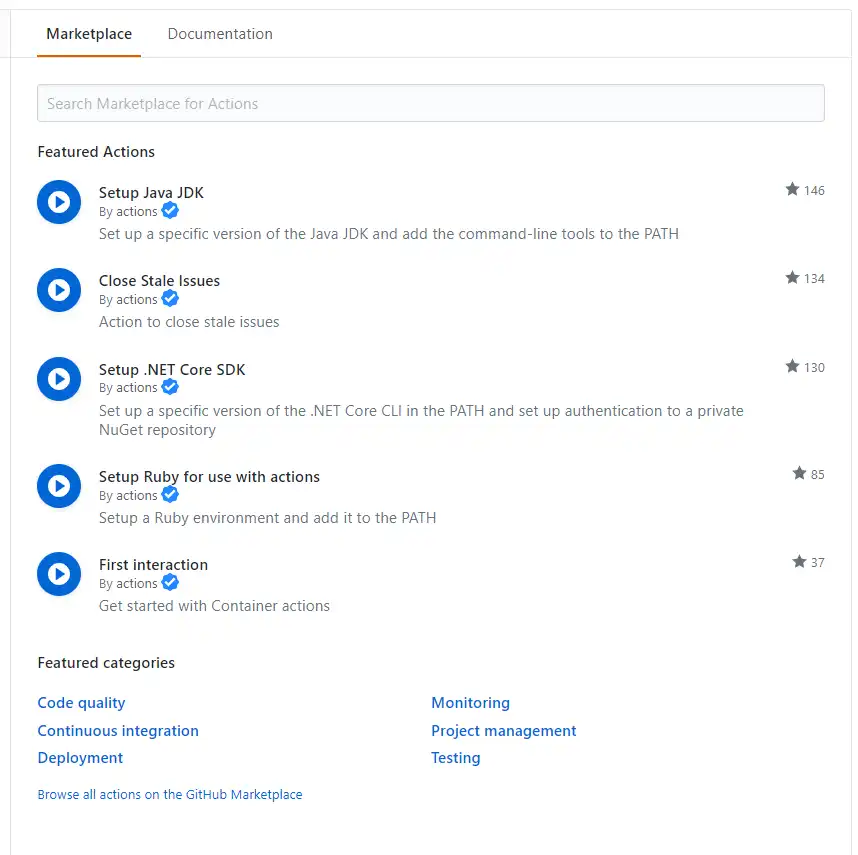 Marketplace Documentation
Search Marketplace for Actions
Featured Actions
Setup Java JDK 146
By actions
Set up a specific version of the Java JDK and add the command-line tools to the PATH
Close Stale Issues 134
By actions
Action to close stale issues
Setup .NET Core SDK 130
By actions
Set up a specific version of the .NET Core CLI in the PATH and set up authentication to a private
NuGet repository
Setup Ruby for use with actions 85
By actions
Setup a Ruby environment and add it to the PATH
First interaction 37
By actions
Get started with Container actions
Featured categories
Code quality Monitoring
Continuous integration Project management
Deployment Testing
Browse all actions on the GitHub Marketplace